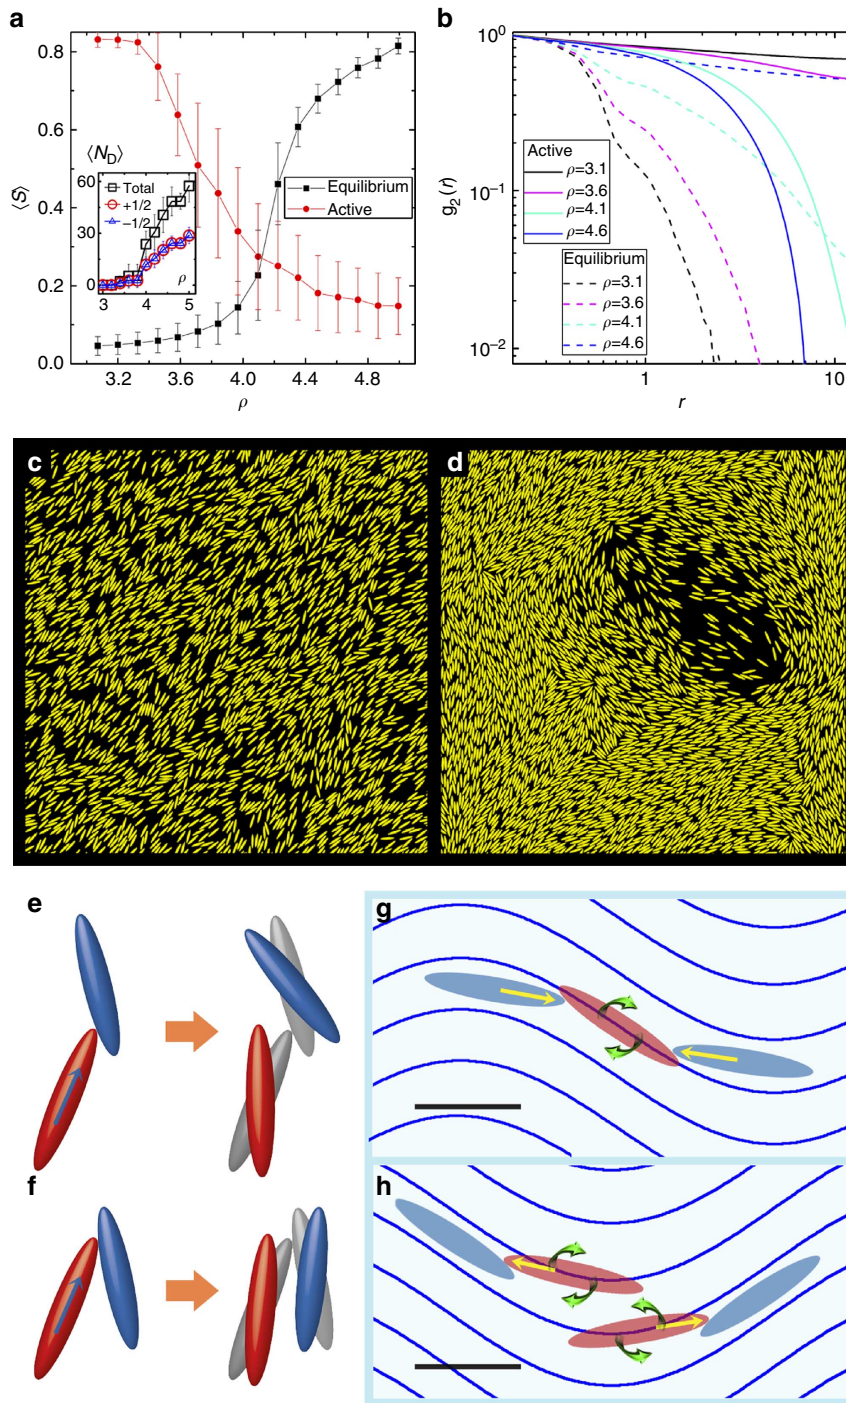 a
0.8
0.6
0.4
0.2
0.0
⟨S⟩
3.2 3.6 4.0 4.4 4.8
ρ
⟨N_D⟩
60
30
0
3 4 5
ρ
Total
+1/2
−1/2
Equilibrium
Active
b
10⁰
10⁻¹
10⁻²
g₂(r)
1 10
r
Active
ρ=3.1
ρ=3.6
ρ=4.1
ρ=4.6
Equilibrium
ρ=3.1
ρ=3.6
ρ=4.1
ρ=4.6
c
d
e
f
g
h